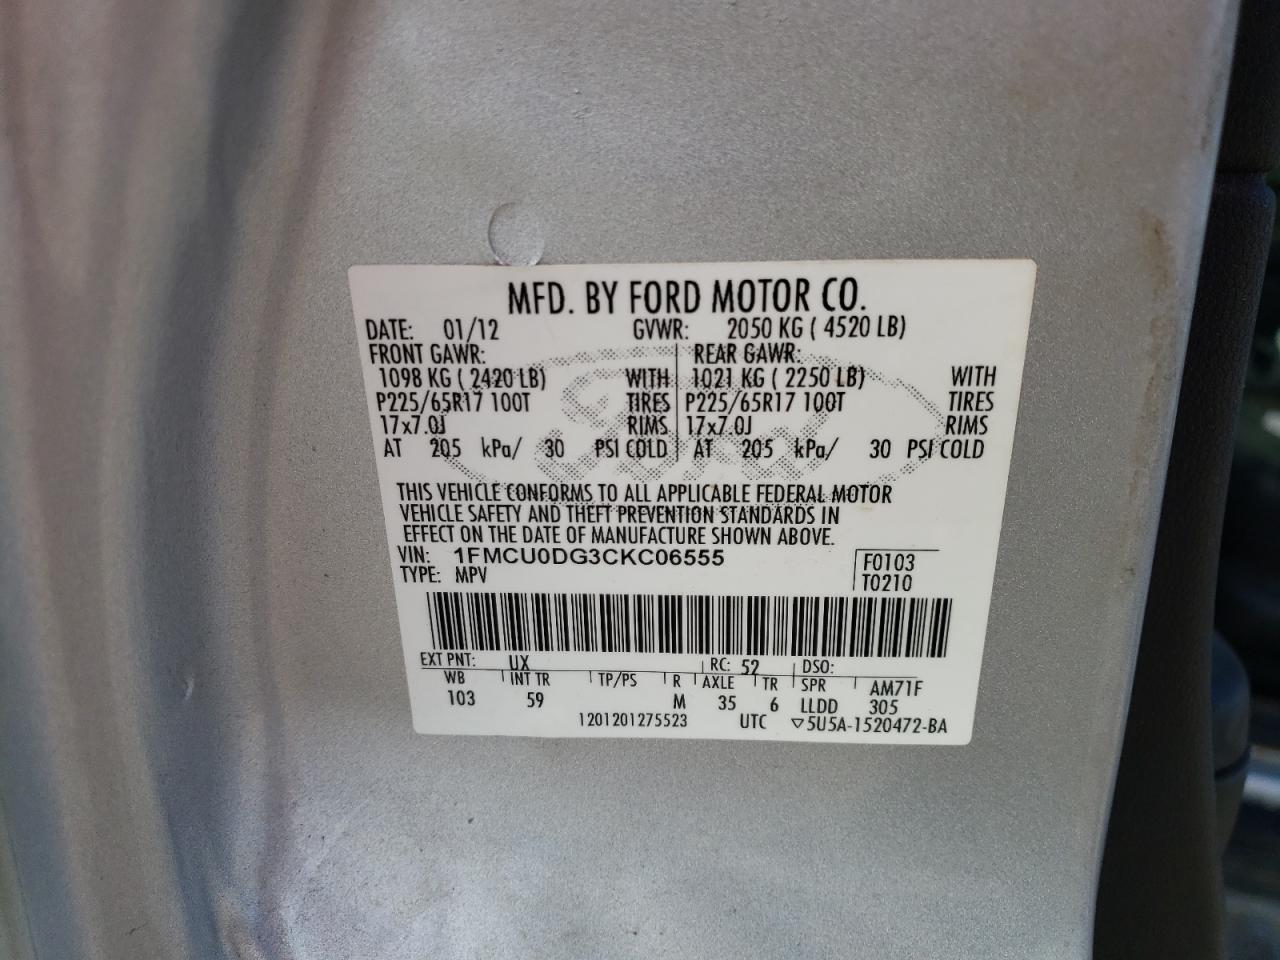 MFD. BY FORD MOTOR CO.
DATE: 01/12 GVWR: 2050 KG ( 4520 LB)
FRONT GAWR: REAR GAWR:
1098 KG ( 2420 LB) WITH 1021 KG ( 2250 LB) WITH
P225/65R17 100T TIRES P225/65R17 100T TIRES
17x7.0J RIMS 17x7.0J RIMS
AT 205 kPa/ 30 PSI COLD AT 205 kPa/ 30 PSI COLD
Ford
THIS VEHICLE CONFORMS TO ALL APPLICABLE FEDERAL MOTOR
VEHICLE SAFETY AND THEFT PREVENTION STANDARDS IN
EFFECT ON THE DATE OF MANUFACTURE SHOWN ABOVE.
VIN: 1FMCU0DG3CKC06555 F0103
TYPE: MPV T0210
EXT PNT: UX RC: 52 DSO:
WB INT TR TP/PS R AXLE TR SPR AM71F
103 59 M 35 6 LLDD 305
1201201275523 UTC ▽5U5A-1520472-BA